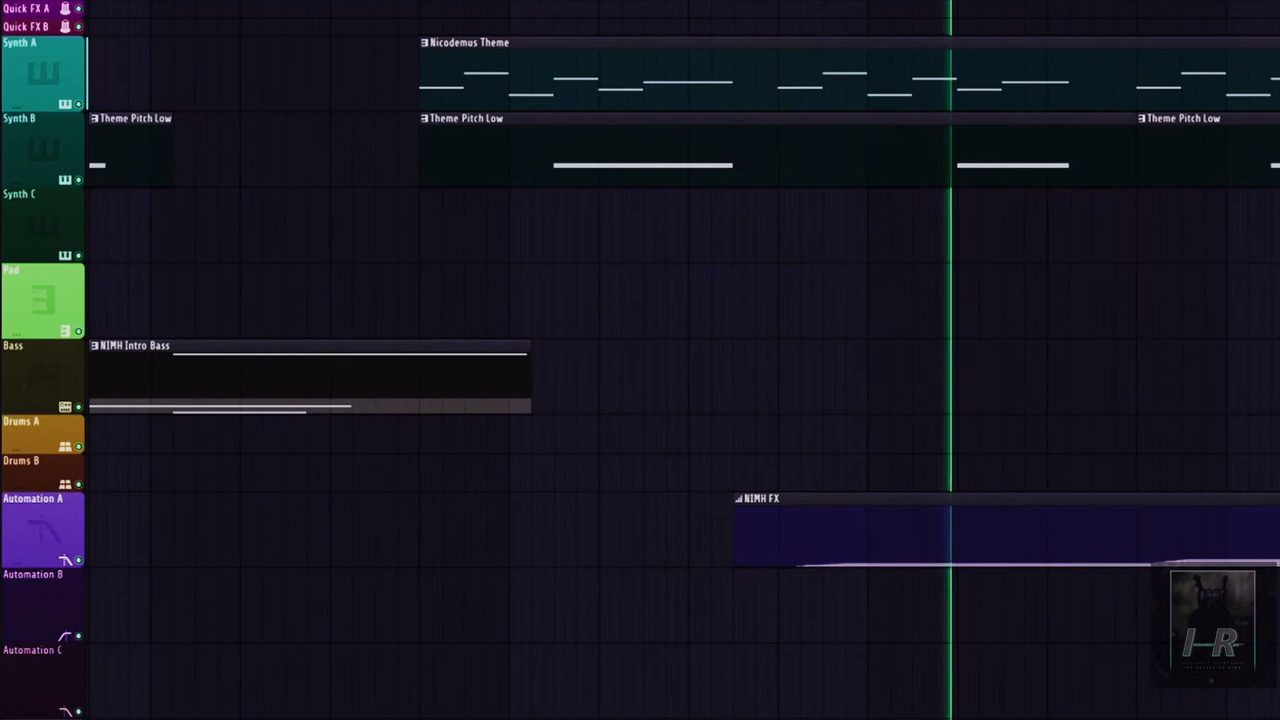 Quick FX A
Quick FX B
Synth A
Nicodemus Theme
Synth B
Theme Pitch Low
Theme Pitch Low
Theme Pitch Low
Synth C
Pad
Bass
NIMH Intro Bass
Drums A
Drums B
Automation A
NIMH FX
Automation B
Automation C
I-R